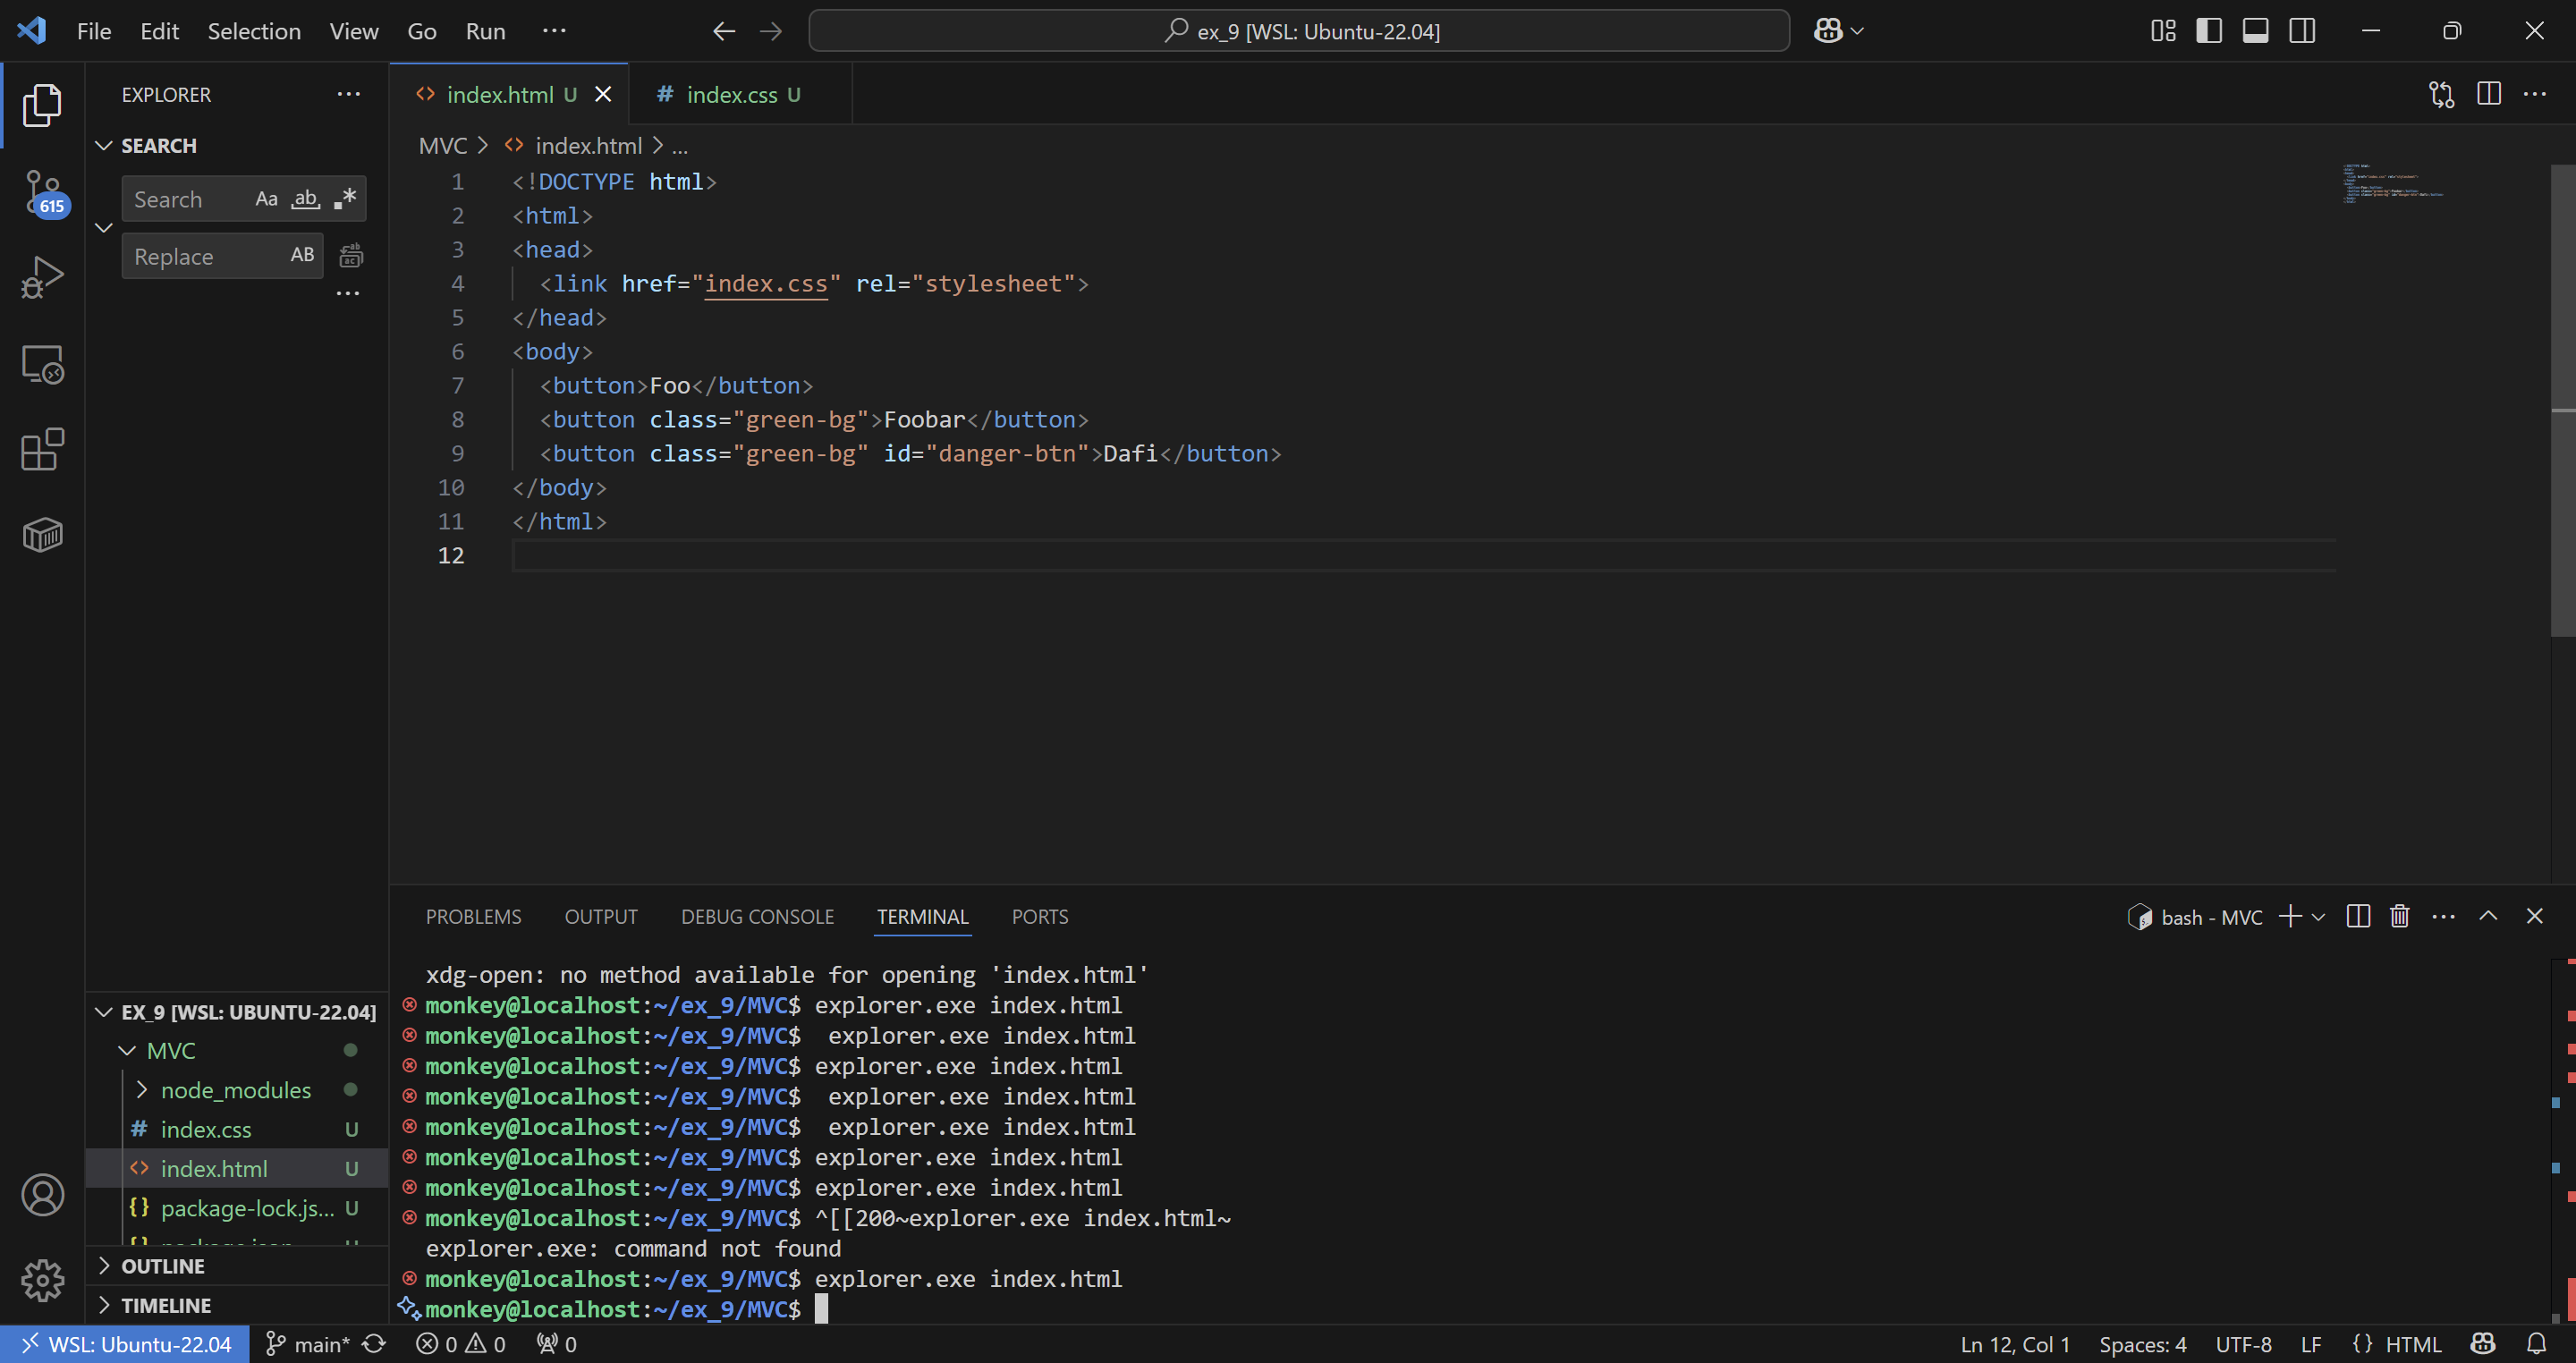 File Edit Selection View Go Run ...
ex_9 [WSL: Ubuntu-22.04]
EXPLORER ...
SEARCH
Search Aa ab .*
Replace AB
...
615
index.html U
index.css U
MVC > index.html > ...
1 <!DOCTYPE html>
2 <html>
3 <head>
4 <link href="index.css" rel="stylesheet">
5 </head>
6 <body>
7 <button>Foo</button>
8 <button class="green-bg">Foobar</button>
9 <button class="green-bg" id="danger-btn">Dafi</button>
10 </body>
11 </html>
12
PROBLEMS OUTPUT DEBUG CONSOLE TERMINAL PORTS
bash - MVC
xdg-open: no method available for opening 'index.html'
monkey@localhost:~/ex_9/MVC$ explorer.exe index.html
monkey@localhost:~/ex_9/MVC$  explorer.exe index.html
monkey@localhost:~/ex_9/MVC$ explorer.exe index.html
monkey@localhost:~/ex_9/MVC$  explorer.exe index.html
monkey@localhost:~/ex_9/MVC$  explorer.exe index.html
monkey@localhost:~/ex_9/MVC$ explorer.exe index.html
monkey@localhost:~/ex_9/MVC$ explorer.exe index.html
monkey@localhost:~/ex_9/MVC$ ^[[200~explorer.exe index.html~
explorer.exe: command not found
monkey@localhost:~/ex_9/MVC$ explorer.exe index.html
monkey@localhost:~/ex_9/MVC$
EX_9 [WSL: UBUNTU-22.04]
MVC
node_modules
# index.css U
<> index.html U
{} package-lock.js... U
OUTLINE
TIMELINE
WSL: Ubuntu-22.04 main* 0 0 0
Ln 12, Col 1 Spaces: 4 UTF-8 LF {} HTML